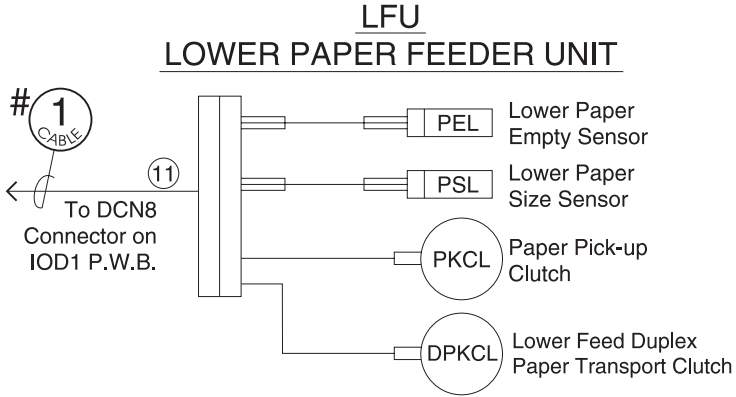 LFU
LOWER PAPER FEEDER UNIT
#
1
CABLE
11
To DCN8
Connector on
IOD1 P.W.B.
PEL
Lower Paper
Empty Sensor
PSL
Lower Paper
Size Sensor
PKCL
Paper Pick-up
Clutch
DPKCL
Lower Feed Duplex
Paper Transport Clutch